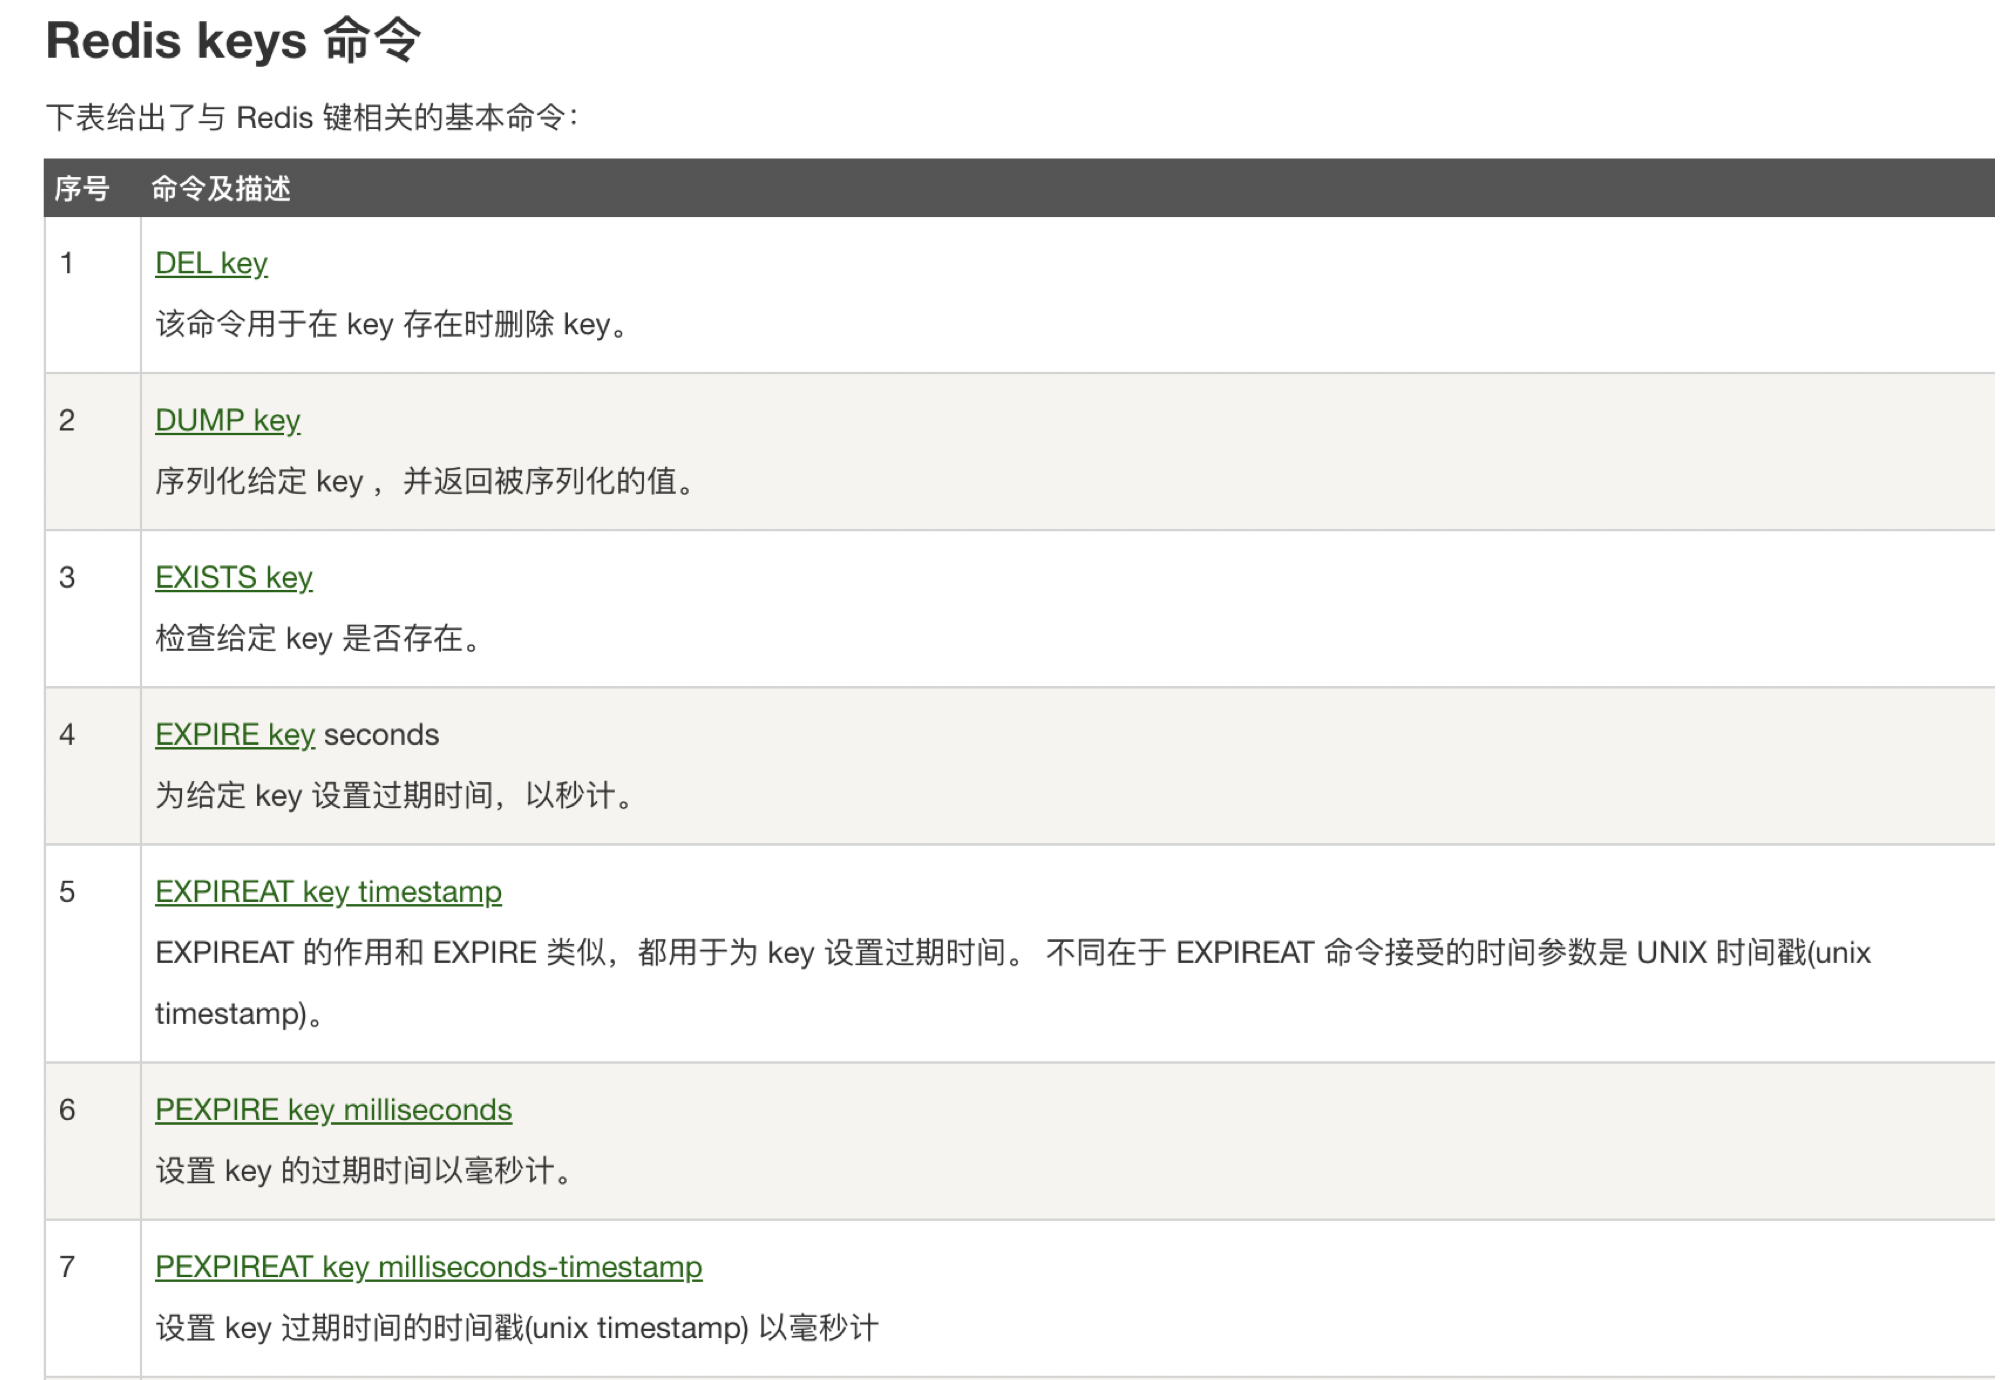 Redis keys 命令
下表给出了与 Redis 键相关的基本命令：
序号 命令及描述
1 DEL key
该命令用于在 key 存在时删除 key。
2 DUMP key
序列化给定 key ，并返回被序列化的值。
3 EXISTS key
检查给定 key 是否存在。
4 EXPIRE key seconds
为给定 key 设置过期时间，以秒计。
5 EXPIREAT key timestamp
EXPIREAT 的作用和 EXPIRE 类似，都用于为 key 设置过期时间。 不同在于 EXPIREAT 命令接受的时间参数是 UNIX 时间戳(unix
timestamp)。
6 PEXPIRE key milliseconds
设置 key 的过期时间以毫秒计。
7 PEXPIREAT key milliseconds-timestamp
设置 key 过期时间的时间戳(unix timestamp) 以毫秒计